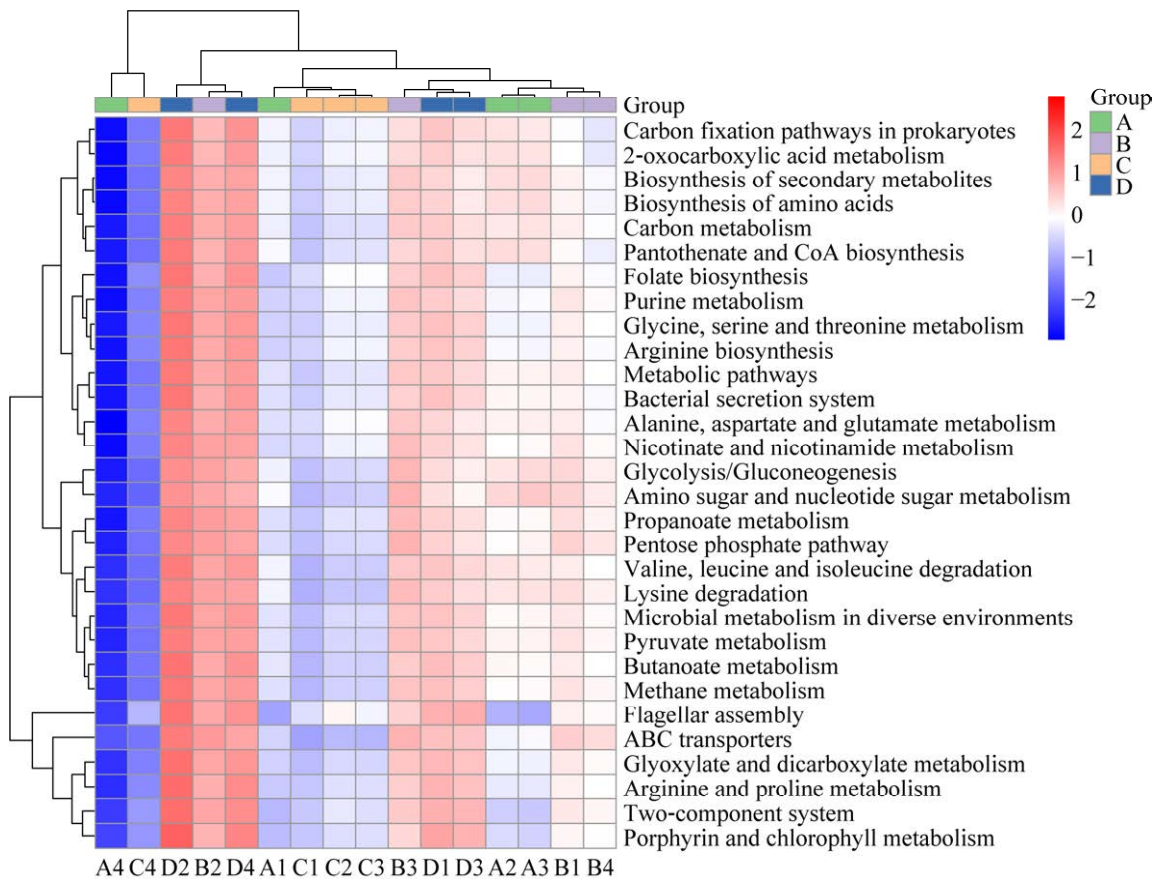 Group
Carbon fixation pathways in prokaryotes
2-oxocarboxylic acid metabolism
Biosynthesis of secondary metabolites
Biosynthesis of amino acids
Carbon metabolism
Pantothenate and CoA biosynthesis
Folate biosynthesis
Purine metabolism
Glycine, serine and threonine metabolism
Arginine biosynthesis
Metabolic pathways
Bacterial secretion system
Alanine, aspartate and glutamate metabolism
Nicotinate and nicotinamide metabolism
Glycolysis/Gluconeogenesis
Amino sugar and nucleotide sugar metabolism
Propanoate metabolism
Pentose phosphate pathway
Valine, leucine and isoleucine degradation
Lysine degradation
Microbial metabolism in diverse environments
Pyruvate metabolism
Butanoate metabolism
Methane metabolism
Flagellar assembly
ABC transporters
Glyoxylate and dicarboxylate metabolism
Arginine and proline metabolism
Two-component system
Porphyrin and chlorophyll metabolism
A4 C4 D2 B2 D4 A1 C1 C2 C3 B3 D1 D3 A2 A3 B1 B4
2
1
0
−1
−2
Group
A
B
C
D